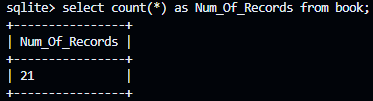 sqlite> select count(*) as Num_Of_Records from book;
+----------------+
| Num_Of_Records |
+----------------+
| 21             |
+----------------+